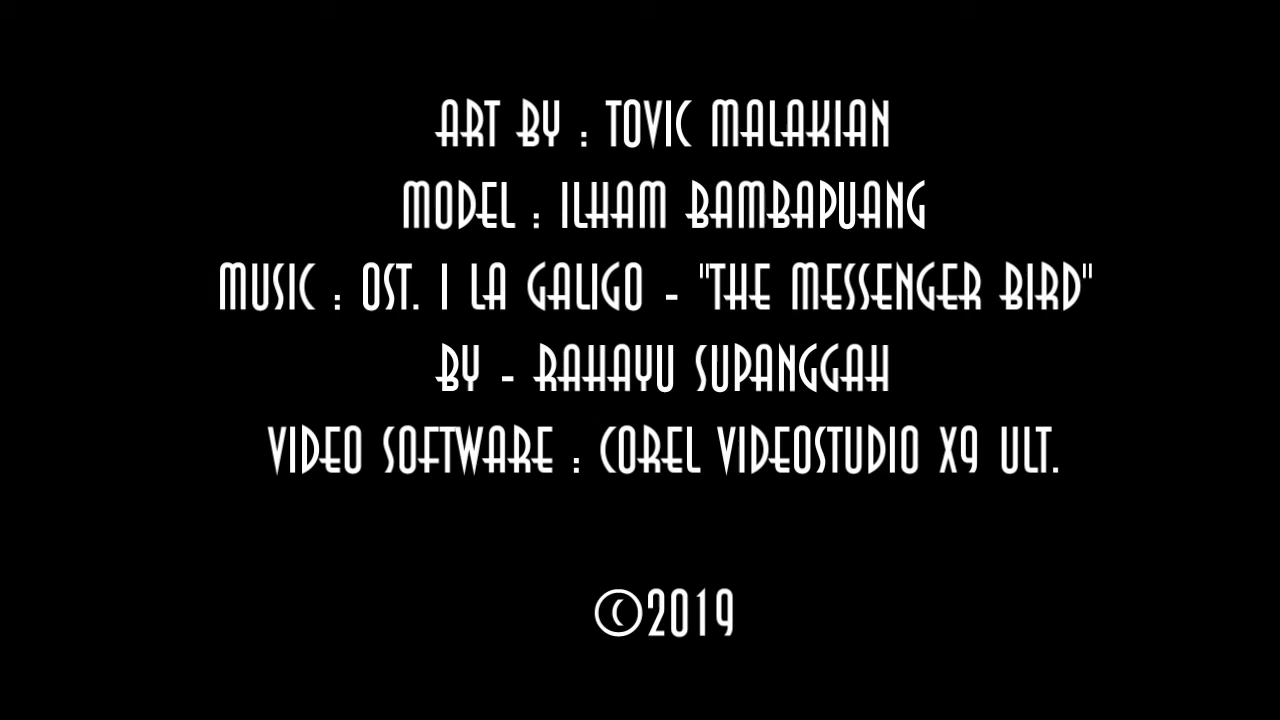 ART BY : TOVIC MALAKIAN
MODEL : ILHAM BAMBAPUANG
MUSIC : OST. I LA GALIGO - "THE MESSENGER BIRD"
BY - RAHAYU SUPANGGAH
VIDEO SOFTWARE : COREL VIDEOSTUDIO X9 ULT.
©2019